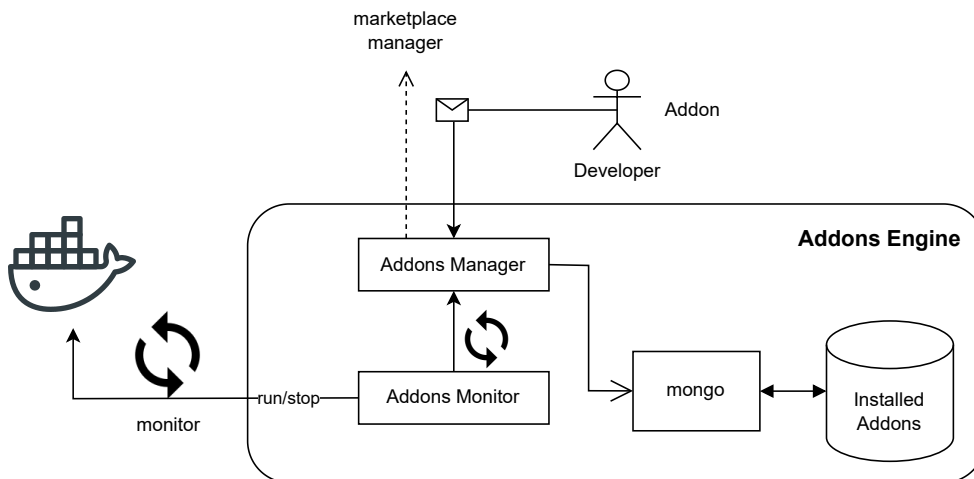 marketplace
manager
Addon
Developer
Addons Engine
Addons Manager
Addons Monitor
run/stop
monitor
mongo
Installed
Addons